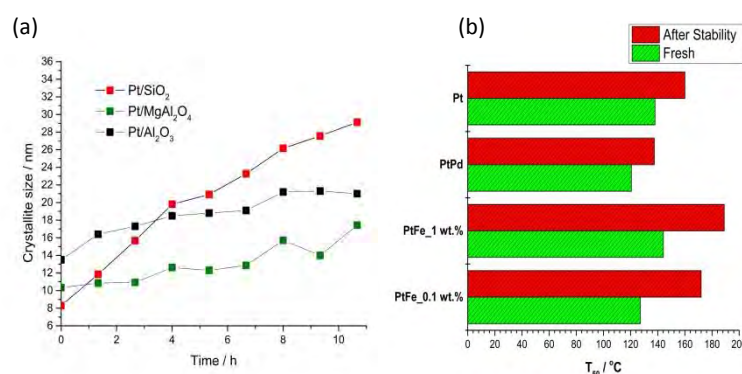 (a)
36
34
32
30
28
26
24
22
20
18
16
14
12
10
8
6
Crystallite size / nm
Pt/SiO2
Pt/MgAl2O4
Pt/Al2O3
0 2 4 6 8 10
Time / h
(b)
After Stability
Fresh
Pt
PtPd
PtFe_1 wt.%
PtFe_0.1 wt.%
0 20 40 60 80 100 120 140 160 180 200
/ °C